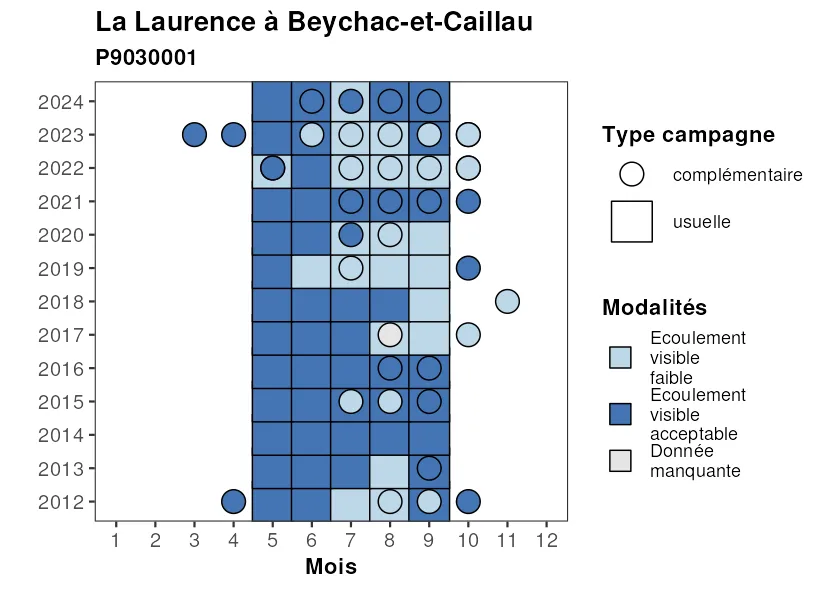 La Laurence à Beychac-et-Caillau
P9030001
2024
2023
2022
2021
2020
2019
2018
2017
2016
2015
2014
2013
2012
1 2 3 4 5 6 7 8 9 10 11 12
Mois
Type campagne
complémentaire
usuelle
Modalités
Ecoulement
visible
faible
Ecoulement
visible
acceptable
Donnée
manquante